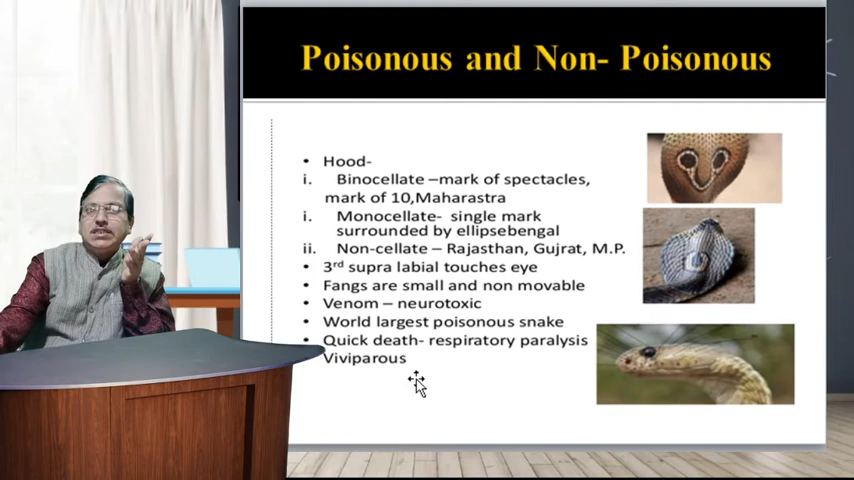 Poisonous and Non- Poisonous
• Hood-
i. Binocellate –mark of spectacles,
mark of 10,Maharastra
i. Monocellate- single mark
surrounded by ellipsebengal
ii. Non-cellate – Rajasthan, Gujrat, M.P.
• 3rd supra labial touches eye
• Fangs are small and non movable
• Venom – neurotoxic
• World largest poisonous snake
• Quick death- respiratory paralysis
Viviparous